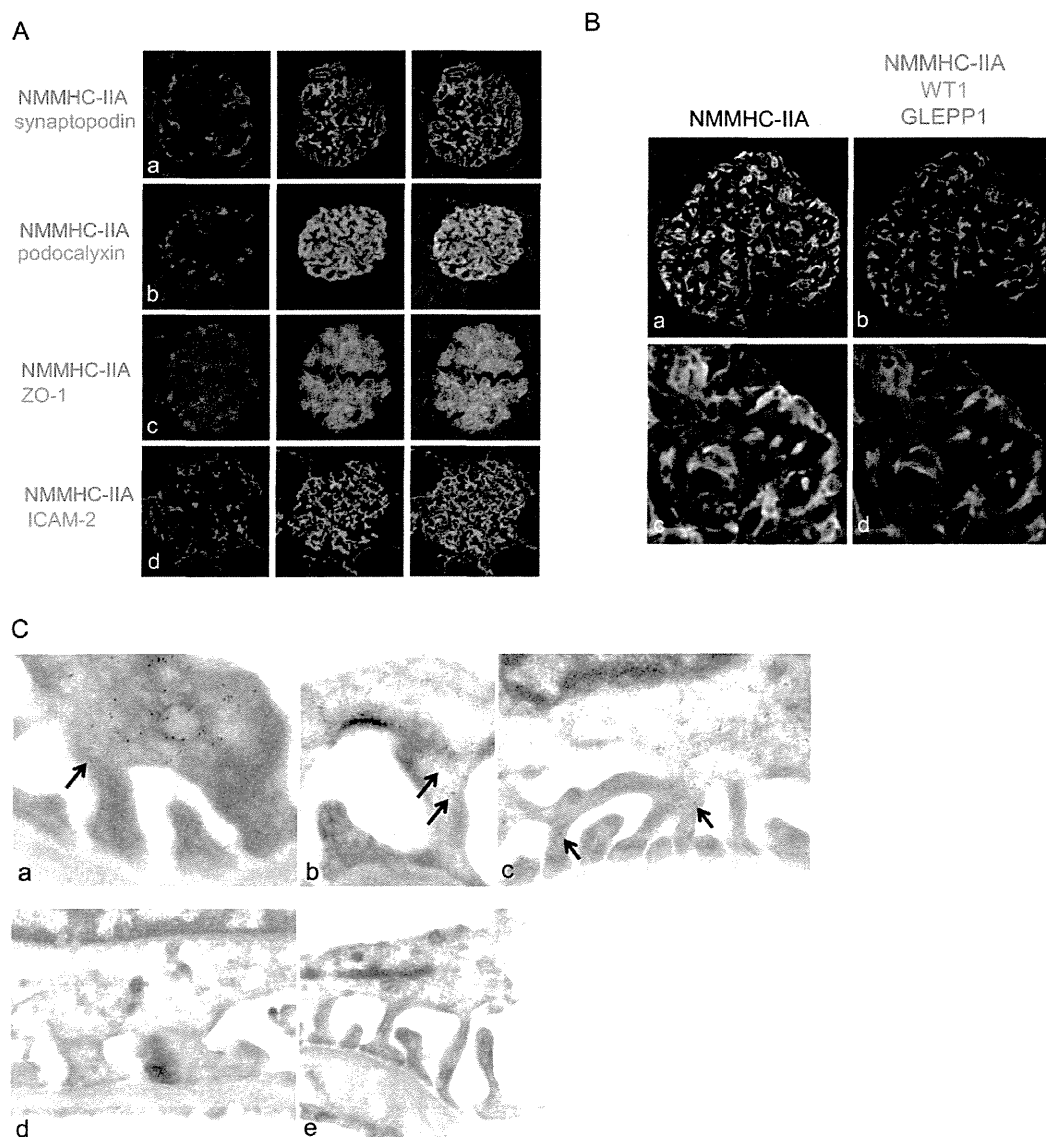 A
NMMHC-IIA
synaptopodin
a
NMMHC-IIA
podocalyxin
b
NMMHC-IIA
ZO-1
c
NMMHC-IIA
ICAM-2
d
B
NMMHC-IIA
NMMHC-IIA
WT1
GLEPP1
a
b
c
d
C
a
b
c
d
e